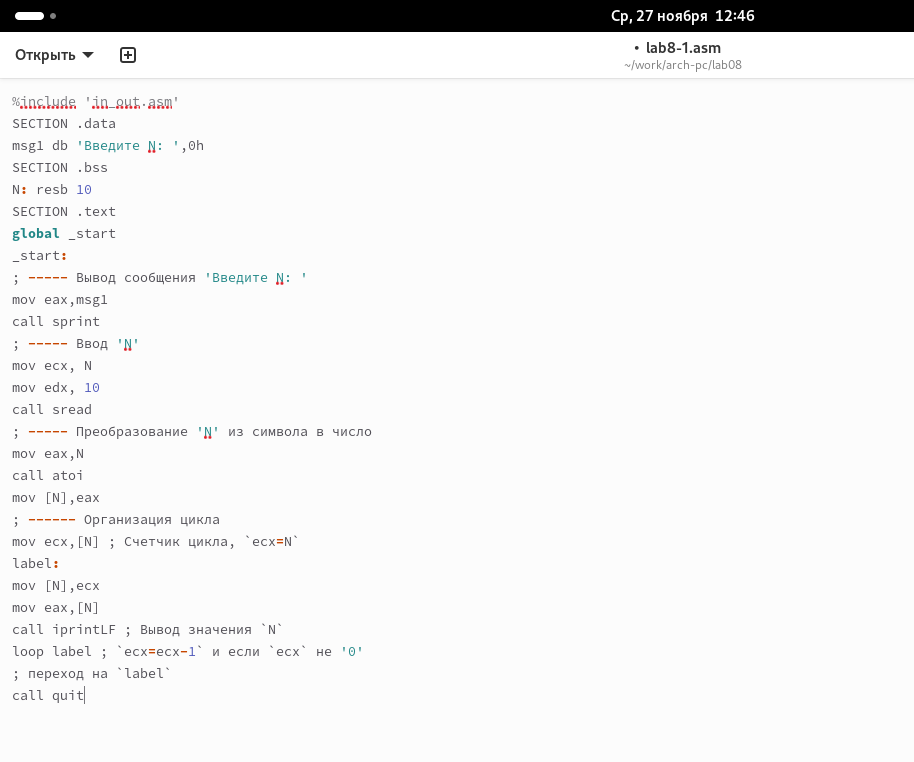 Ср, 27 ноября 12:46
Открыть
• lab8-1.asm
~/work/arch-pc/lab08
%include 'in_out.asm'
SECTION .data
msg1 db 'Введите N: ',0h
SECTION .bss
N: resb 10
SECTION .text
global _start
_start:
; ----- Вывод сообщения 'Введите N: '
mov eax,msg1
call sprint
; ----- Ввод 'N'
mov ecx, N
mov edx, 10
call sread
; ----- Преобразование 'N' из символа в число
mov eax,N
call atoi
mov [N],eax
; ------ Организация цикла
mov ecx,[N] ; Счетчик цикла, `ecx=N`
label:
mov [N],ecx
mov eax,[N]
call iprintLF ; Вывод значения `N`
loop label ; `ecx=ecx-1` и если `ecx` не '0'
; переход на `label`
call quit